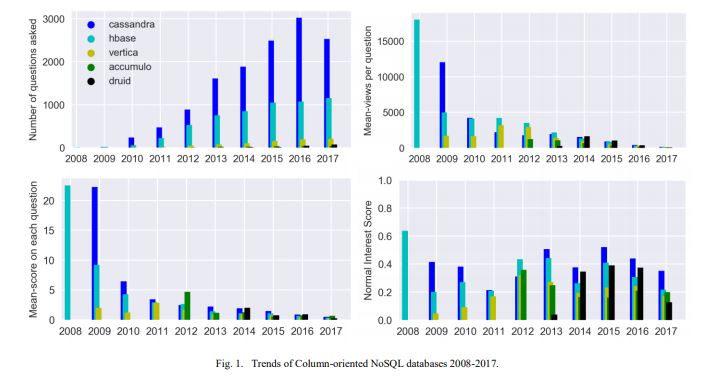 Number of questions asked
3000
2000
1000
0
cassandra
hbase
vertica
accumulo
druid
2008 2009 2010 2011 2012 2013 2014 2015 2016 2017
Mean-views per question
15000
10000
5000
0
2008 2009 2010 2011 2012 2013 2014 2015 2016 2017
Mean-score on each question
20
15
10
5
0
2008 2009 2010 2011 2012 2013 2014 2015 2016 2017
Normal Interest Score
1.0
0.8
0.6
0.4
0.2
0.0
2008 2009 2010 2011 2012 2013 2014 2015 2016 2017
Fig. 1. Trends of Column-oriented NoSQL databases 2008-2017.